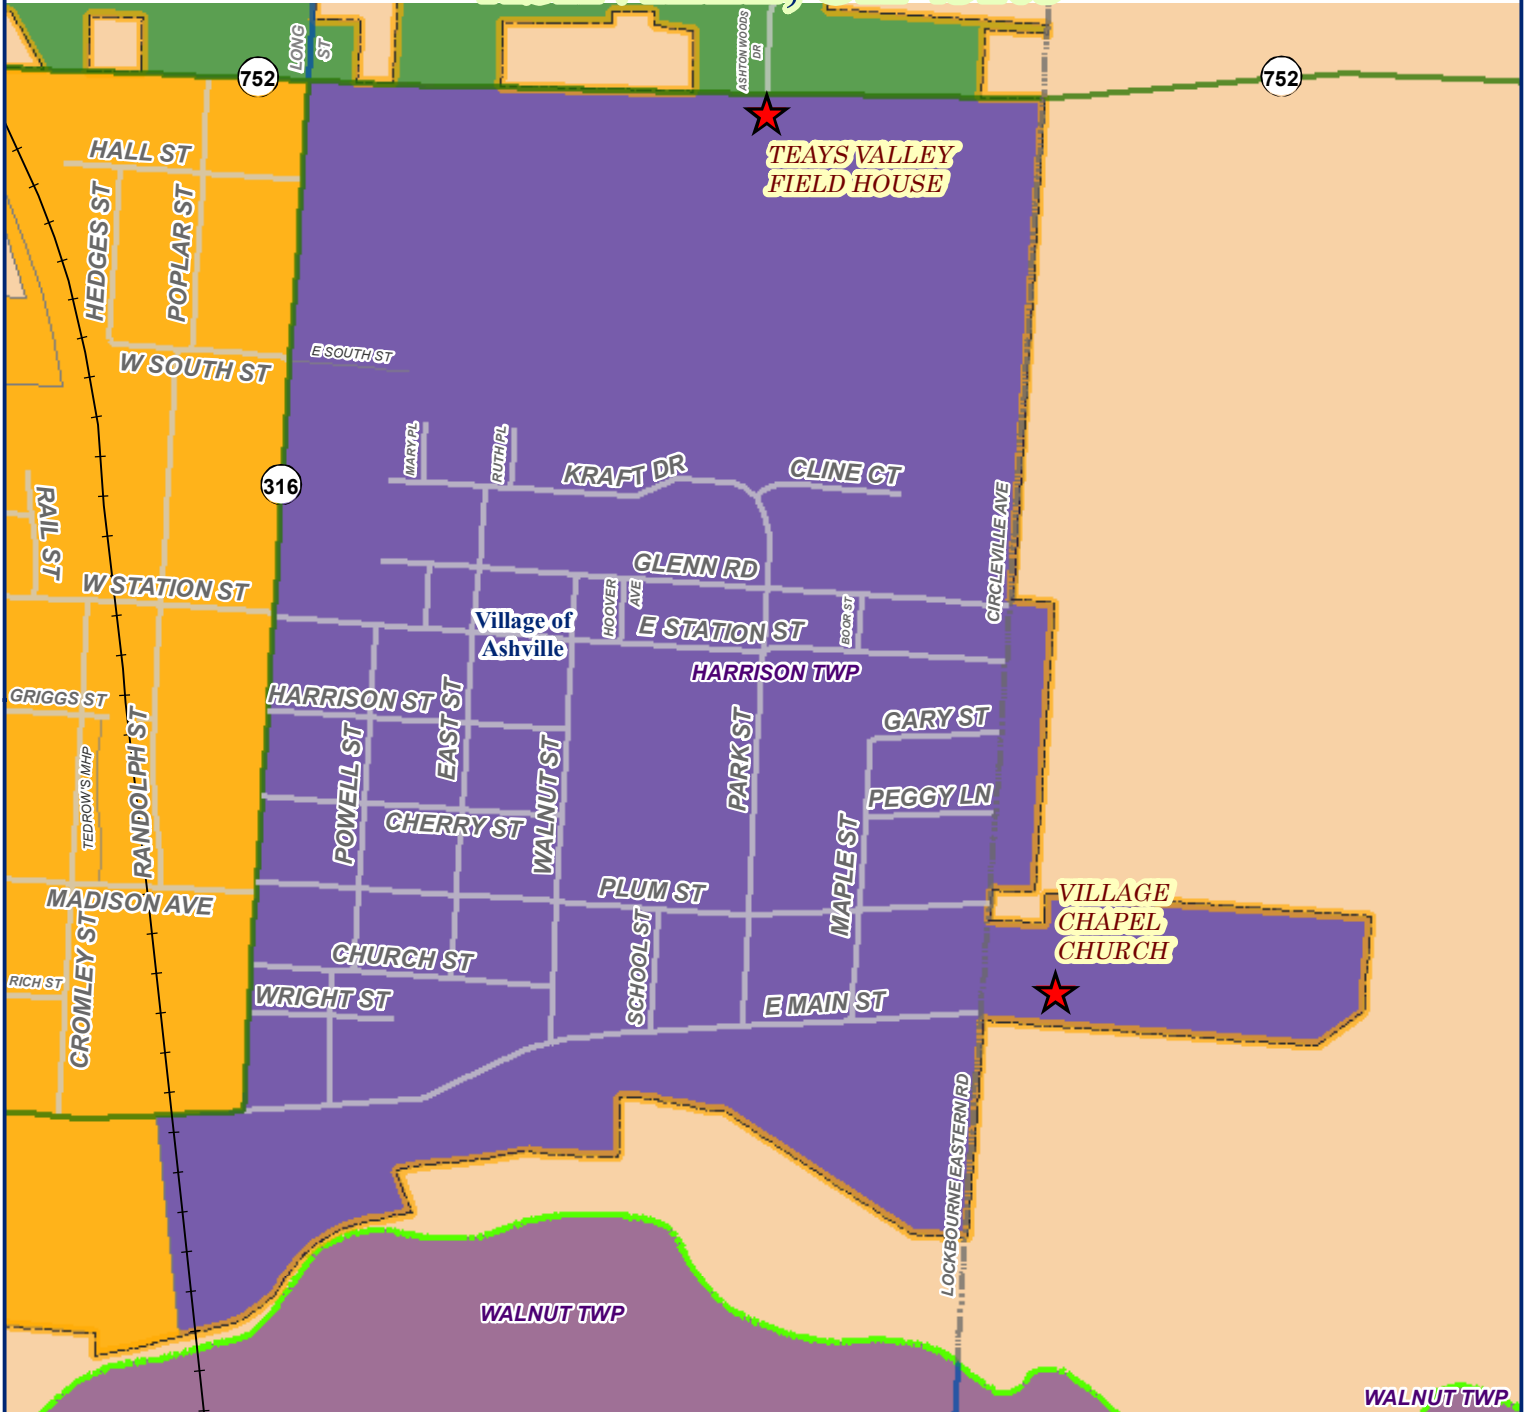 LONG
ST
ASHTON WOODS
DR
752
752
TEAYS VALLEY
FIELD HOUSE
HALL ST
HEDGES ST
POPLAR ST
W SOUTH ST
E SOUTH ST
MARY PL
RUTH PL
KRAFT DR
CLINE CT
316
RAIL ST
CIRCLEVILLE AVE
W STATION ST
GLENN RD
HOOVER
AVE
BOOR ST
Village of
Ashville
E STATION ST
HARRISON TWP
GRIGGS ST
HARRISON ST
EAST ST
RANDOLPH ST
TEDROW'S MHP
POWELL ST
WALNUT ST
PARK ST
GARY ST
PEGGY LN
CHERRY ST
MAPLE ST
MADISON AVE
PLUM ST
VILLAGE
CHAPEL
CHURCH
CROMLEY ST
CHURCH ST
SCHOOL ST
RICH ST
WRIGHT ST
E MAIN ST
LOCKBOURNE EASTERN RD
WALNUT TWP
WALNUT TWP